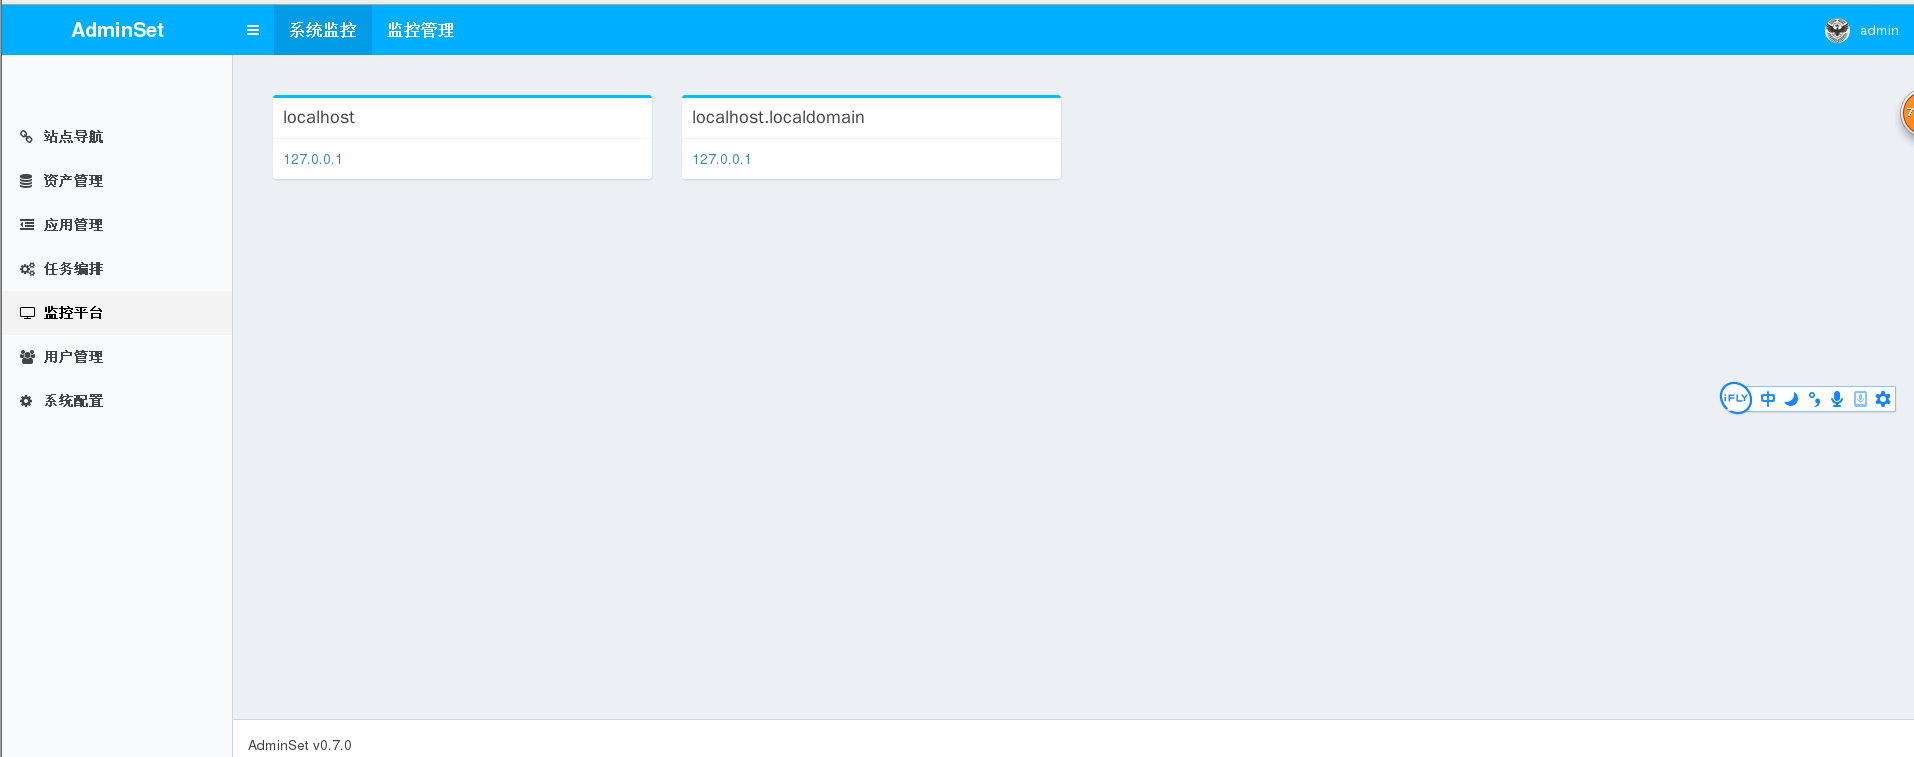 AdminSet
系统监控
监控管理
admin
站点导航
资产管理
应用管理
任务编排
监控平台
用户管理
系统配置
localhost
127.0.0.1
localhost.localdomain
127.0.0.1
7
iFLY
中
AdminSet v0.7.0